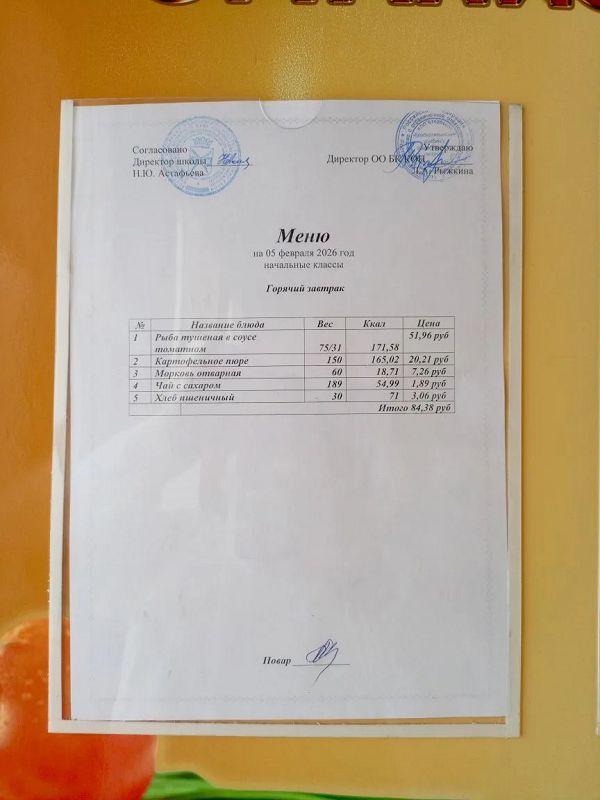 Согласовано
Директор школы
Н.Ю. Астафьева
Утверждаю
Директор ОО БККОП
Л.А. Рыжкина
Меню
на 05 февраля 2026 год
начальные классы
Горячий завтрак
№ Название блюда Вес Ккал Цена
1 Рыба тушеная в соусе томатном 75/31 171,58 51,96 руб
2 Картофельное пюре 150 165,02 20,21 руб
3 Морковь отварная 60 18,71 7,26 руб
4 Чай с сахаром 189 54,99 1,89 руб
5 Хлеб пшеничный 30 71 3,06 руб
Итого 84,38 руб
Повар